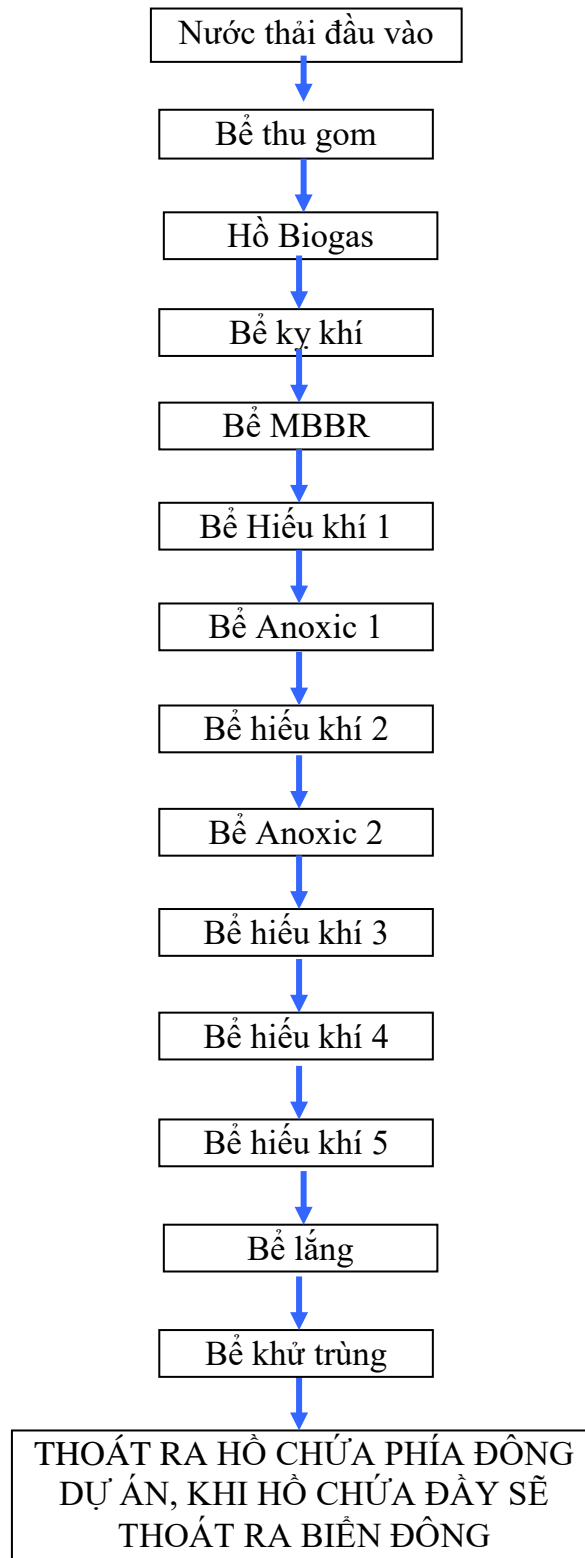 Nước thải đầu vào
Bể thu gom
Hồ Biogas
Bể kỵ khí
Bể MBBR
Bể Hiếu khí 1
Bể Anoxic 1
Bể hiếu khí 2
Bể Anoxic 2
Bể hiếu khí 3
Bể hiếu khí 4
Bể hiếu khí 5
Bể lắng
Bể khử trùng
THOÁT RA HỒ CHỨA PHÍA ĐÔNG
DỰ ÁN, KHI HỒ CHỨA ĐẦY SẼ
THOÁT RA BIỂN ĐÔNG